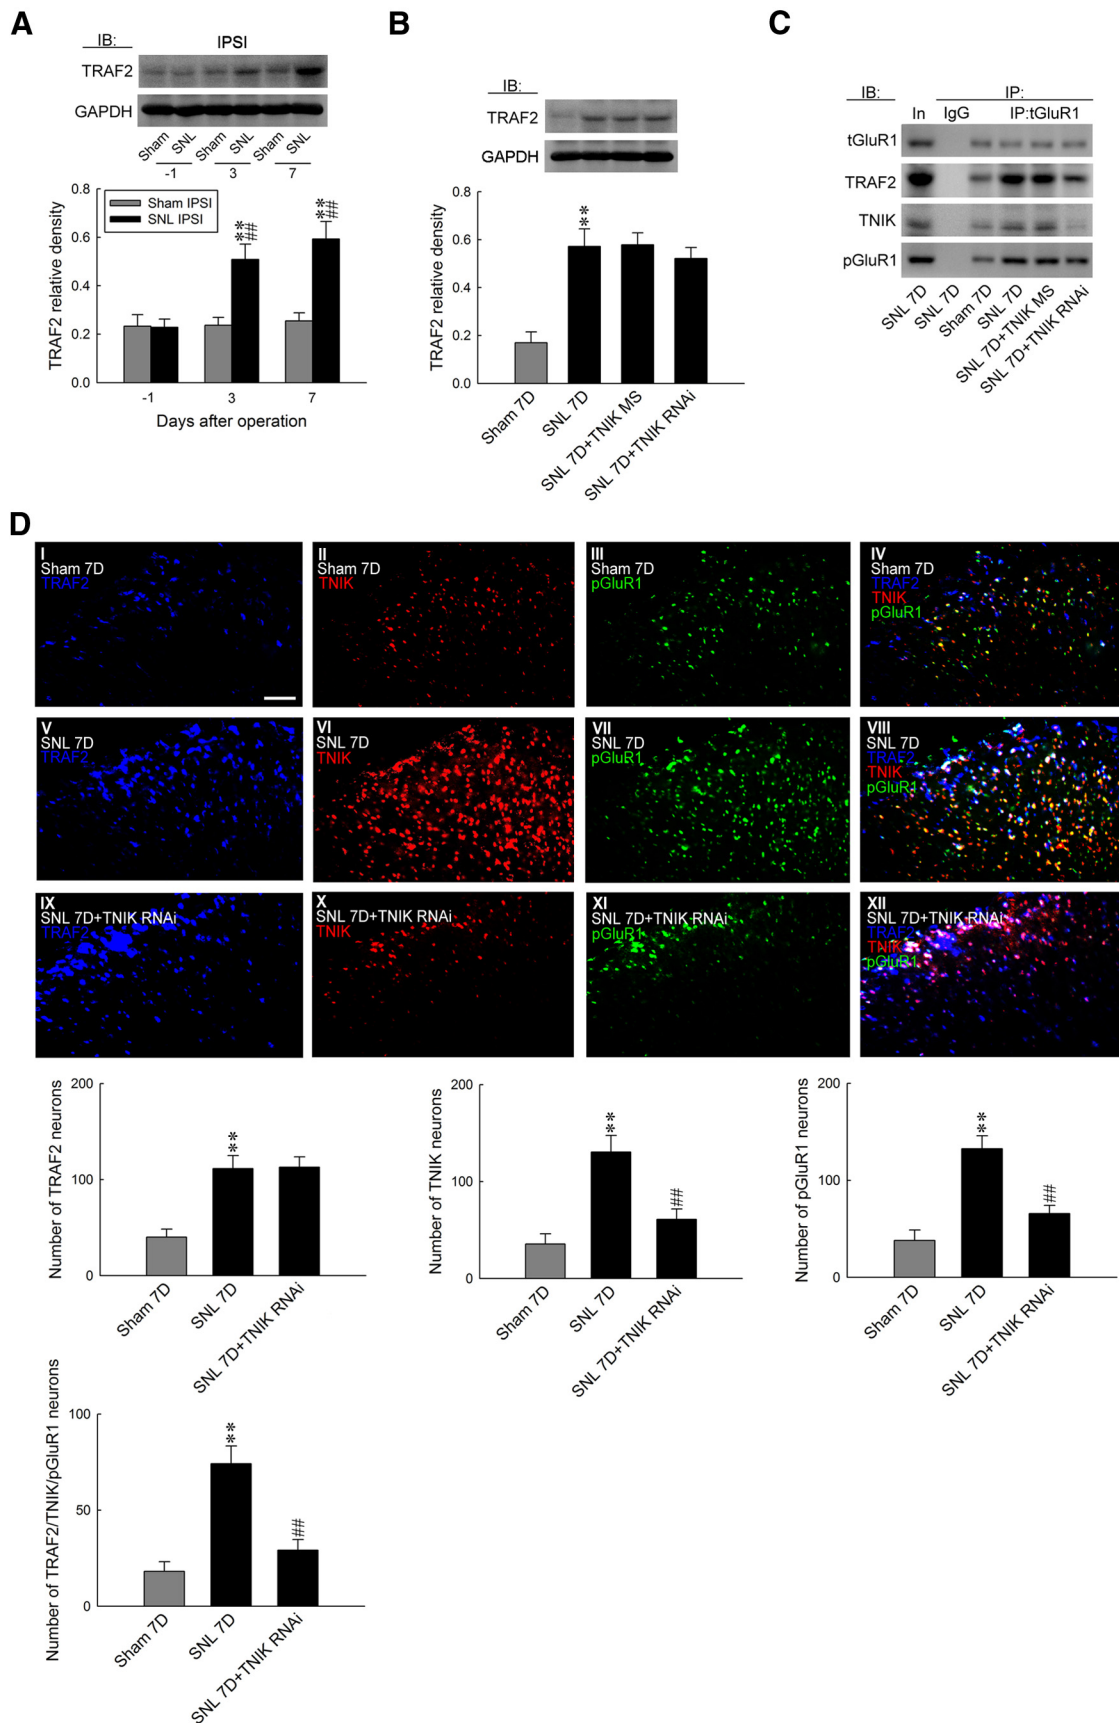 A
IB:
IPSI
TRAF2
GAPDH
Sham SNL Sham SNL Sham SNL
-1 3 7
Sham IPSI
SNL IPSI
TRAF2 relative density
0.8
0.6
0.4
0.2
0.0
** ##
** ##
-1 3 7
Days after operation
B
IB:
TRAF2
GAPDH
TRAF2 relative density
0.8
0.6
0.4
0.2
0.0
**
Sham 7D
SNL 7D
SNL 7D+TNIK MS
SNL 7D+TNIK RNAi
C
IB: IP:
In IgG IP:tGluR1
tGluR1
TRAF2
TNIK
pGluR1
SNL 7D
SNL 7D
Sham 7D
SNL 7D
SNL 7D+TNIK MS
SNL 7D+TNIK RNAi
D
I
Sham 7D
TRAF2
II
Sham 7D
TNIK
III
Sham 7D
pGluR1
IV
Sham 7D
TRAF2
TNIK
pGluR1
V
SNL 7D
TRAF2
VI
SNL 7D
TNIK
VII
SNL 7D
pGluR1
VIII
SNL 7D
TRAF2
TNIK
pGluR1
IX
SNL 7D+TNIK RNAi
TRAF2
X
SNL 7D+TNIK RNAi
TNIK
XI
SNL 7D+TNIK RNAi
pGluR1
XII
SNL 7D+TNIK RNAi
TRAF2
TNIK
pGluR1
Number of TRAF2 neurons
200
100
0
**
Sham 7D
SNL 7D
SNL 7D+TNIK RNAi
Number of TNIK neurons
200
100
0
**
##
Sham 7D
SNL 7D
SNL 7D+TNIK RNAi
Number of pGluR1 neurons
200
100
0
**
##
Sham 7D
SNL 7D
SNL 7D+TNIK RNAi
Number of TRAF2/TNIK/pGluR1 neurons
100
50
0
**
##
Sham 7D
SNL 7D
SNL 7D+TNIK RNAi